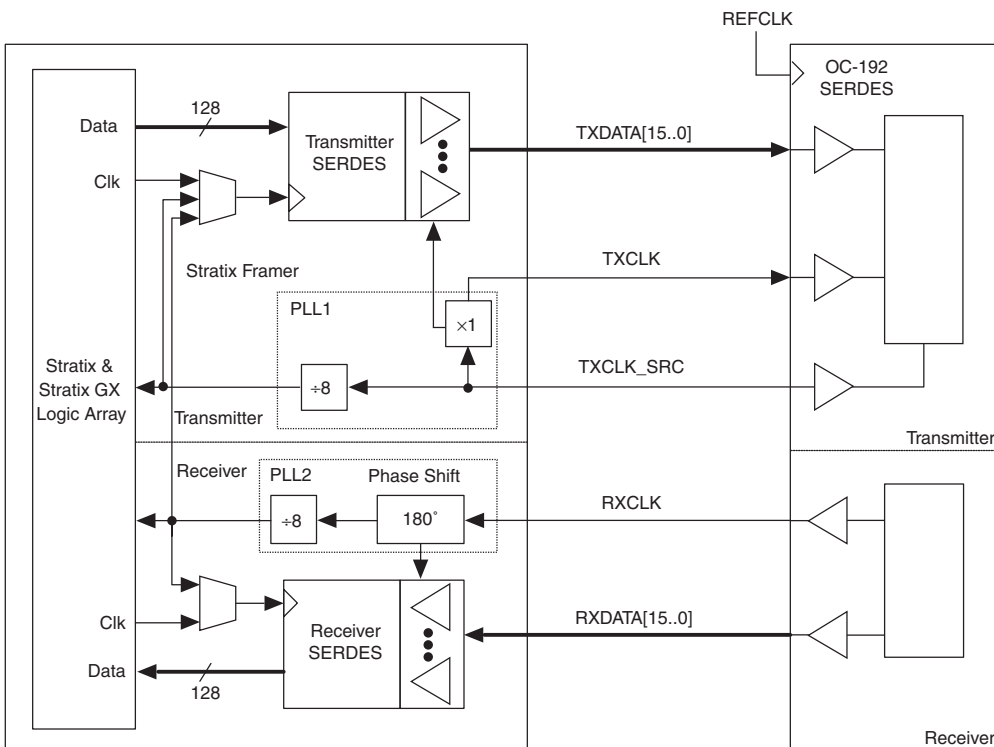 REFCLK
OC-192
SERDES
128
Data
Transmitter
SERDES
TXDATA[15..0]
Clk
Stratix Framer
TXCLK
PLL1
×1
Stratix &
Stratix GX
Logic Array
÷8
TXCLK_SRC
Transmitter
Transmitter
Receiver
PLL2
Phase Shift
÷8
180°
RXCLK
Clk
Receiver
SERDES
RXDATA[15..0]
Data
128
Receiver